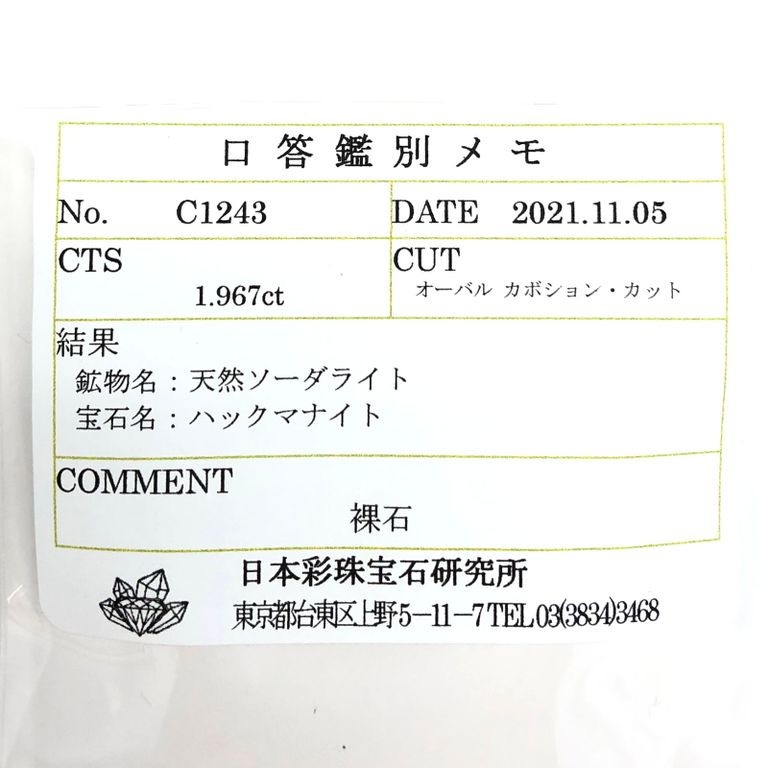 口答鑑別メモ
No. C1243 DATE 2021.11.05
CTS CUT
1.967ct オーバル カボション・カット
結果
鉱物名：天然ソーダライト
宝石名：ハックマナイト
COMMENT
裸石
日本彩珠宝石研究所
東京都台東区上野5−11−7 TEL 03(3834)3468